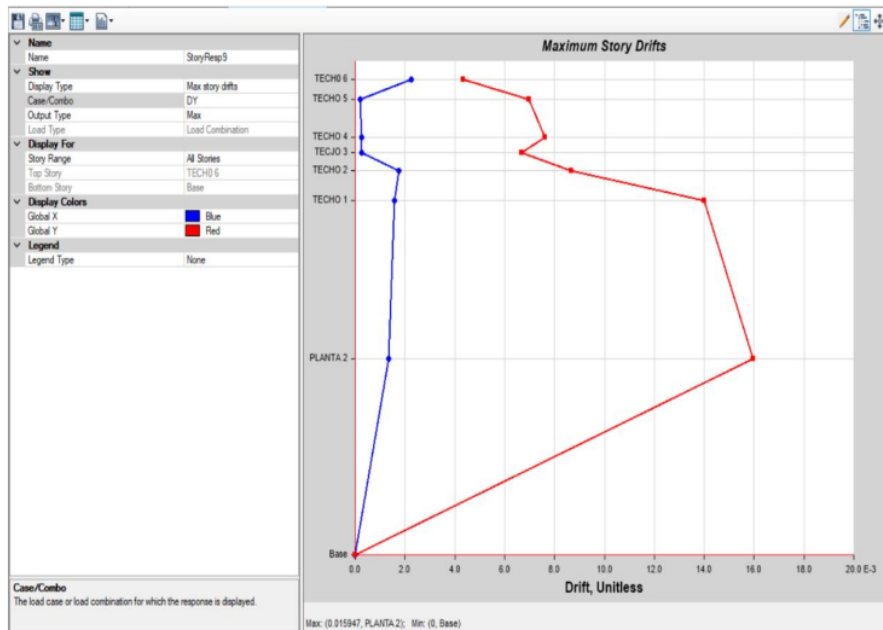 Name
Name StoryResp9
Show
Display Type Max story drifts
Case/Combo DY
Output Type Max
Load Type Load Combination
Display For
Story Range All Stories
Top Story TECHO 6
Bottom Story Base
Display Colors
Global X Blue
Global Y Red
Legend
Legend Type None
Case/Combo
The load case or load combination for which the response is displayed.
Maximum Story Drifts
TECHO 6
TECHO 5
TECHO 4
TECJO 3
TECHO 2
TECHO 1
PLANTA 2
Base
0.0 2.0 4.0 6.0 8.0 10.0 12.0 14.0 16.0 18.0 20.0 E-3
Drift, Unitless
Max: (0.015947, PLANTA 2); Min: (0, Base)